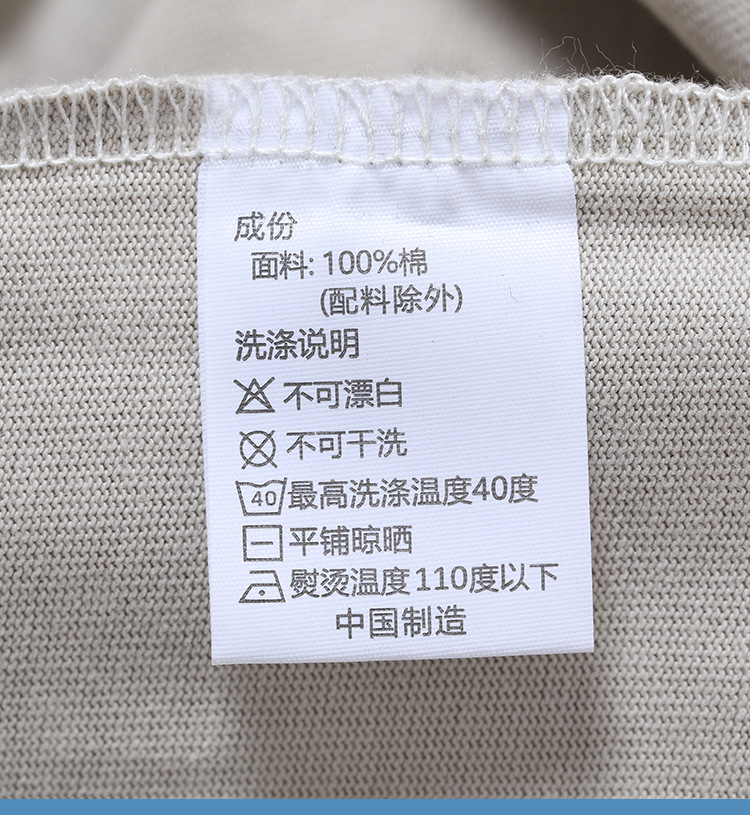 成份
面料: 100%棉
(配料除外)
洗涤说明
不可漂白
不可干洗
40 最高洗涤温度40度
平铺晾晒
熨烫温度110度以下
中国制造